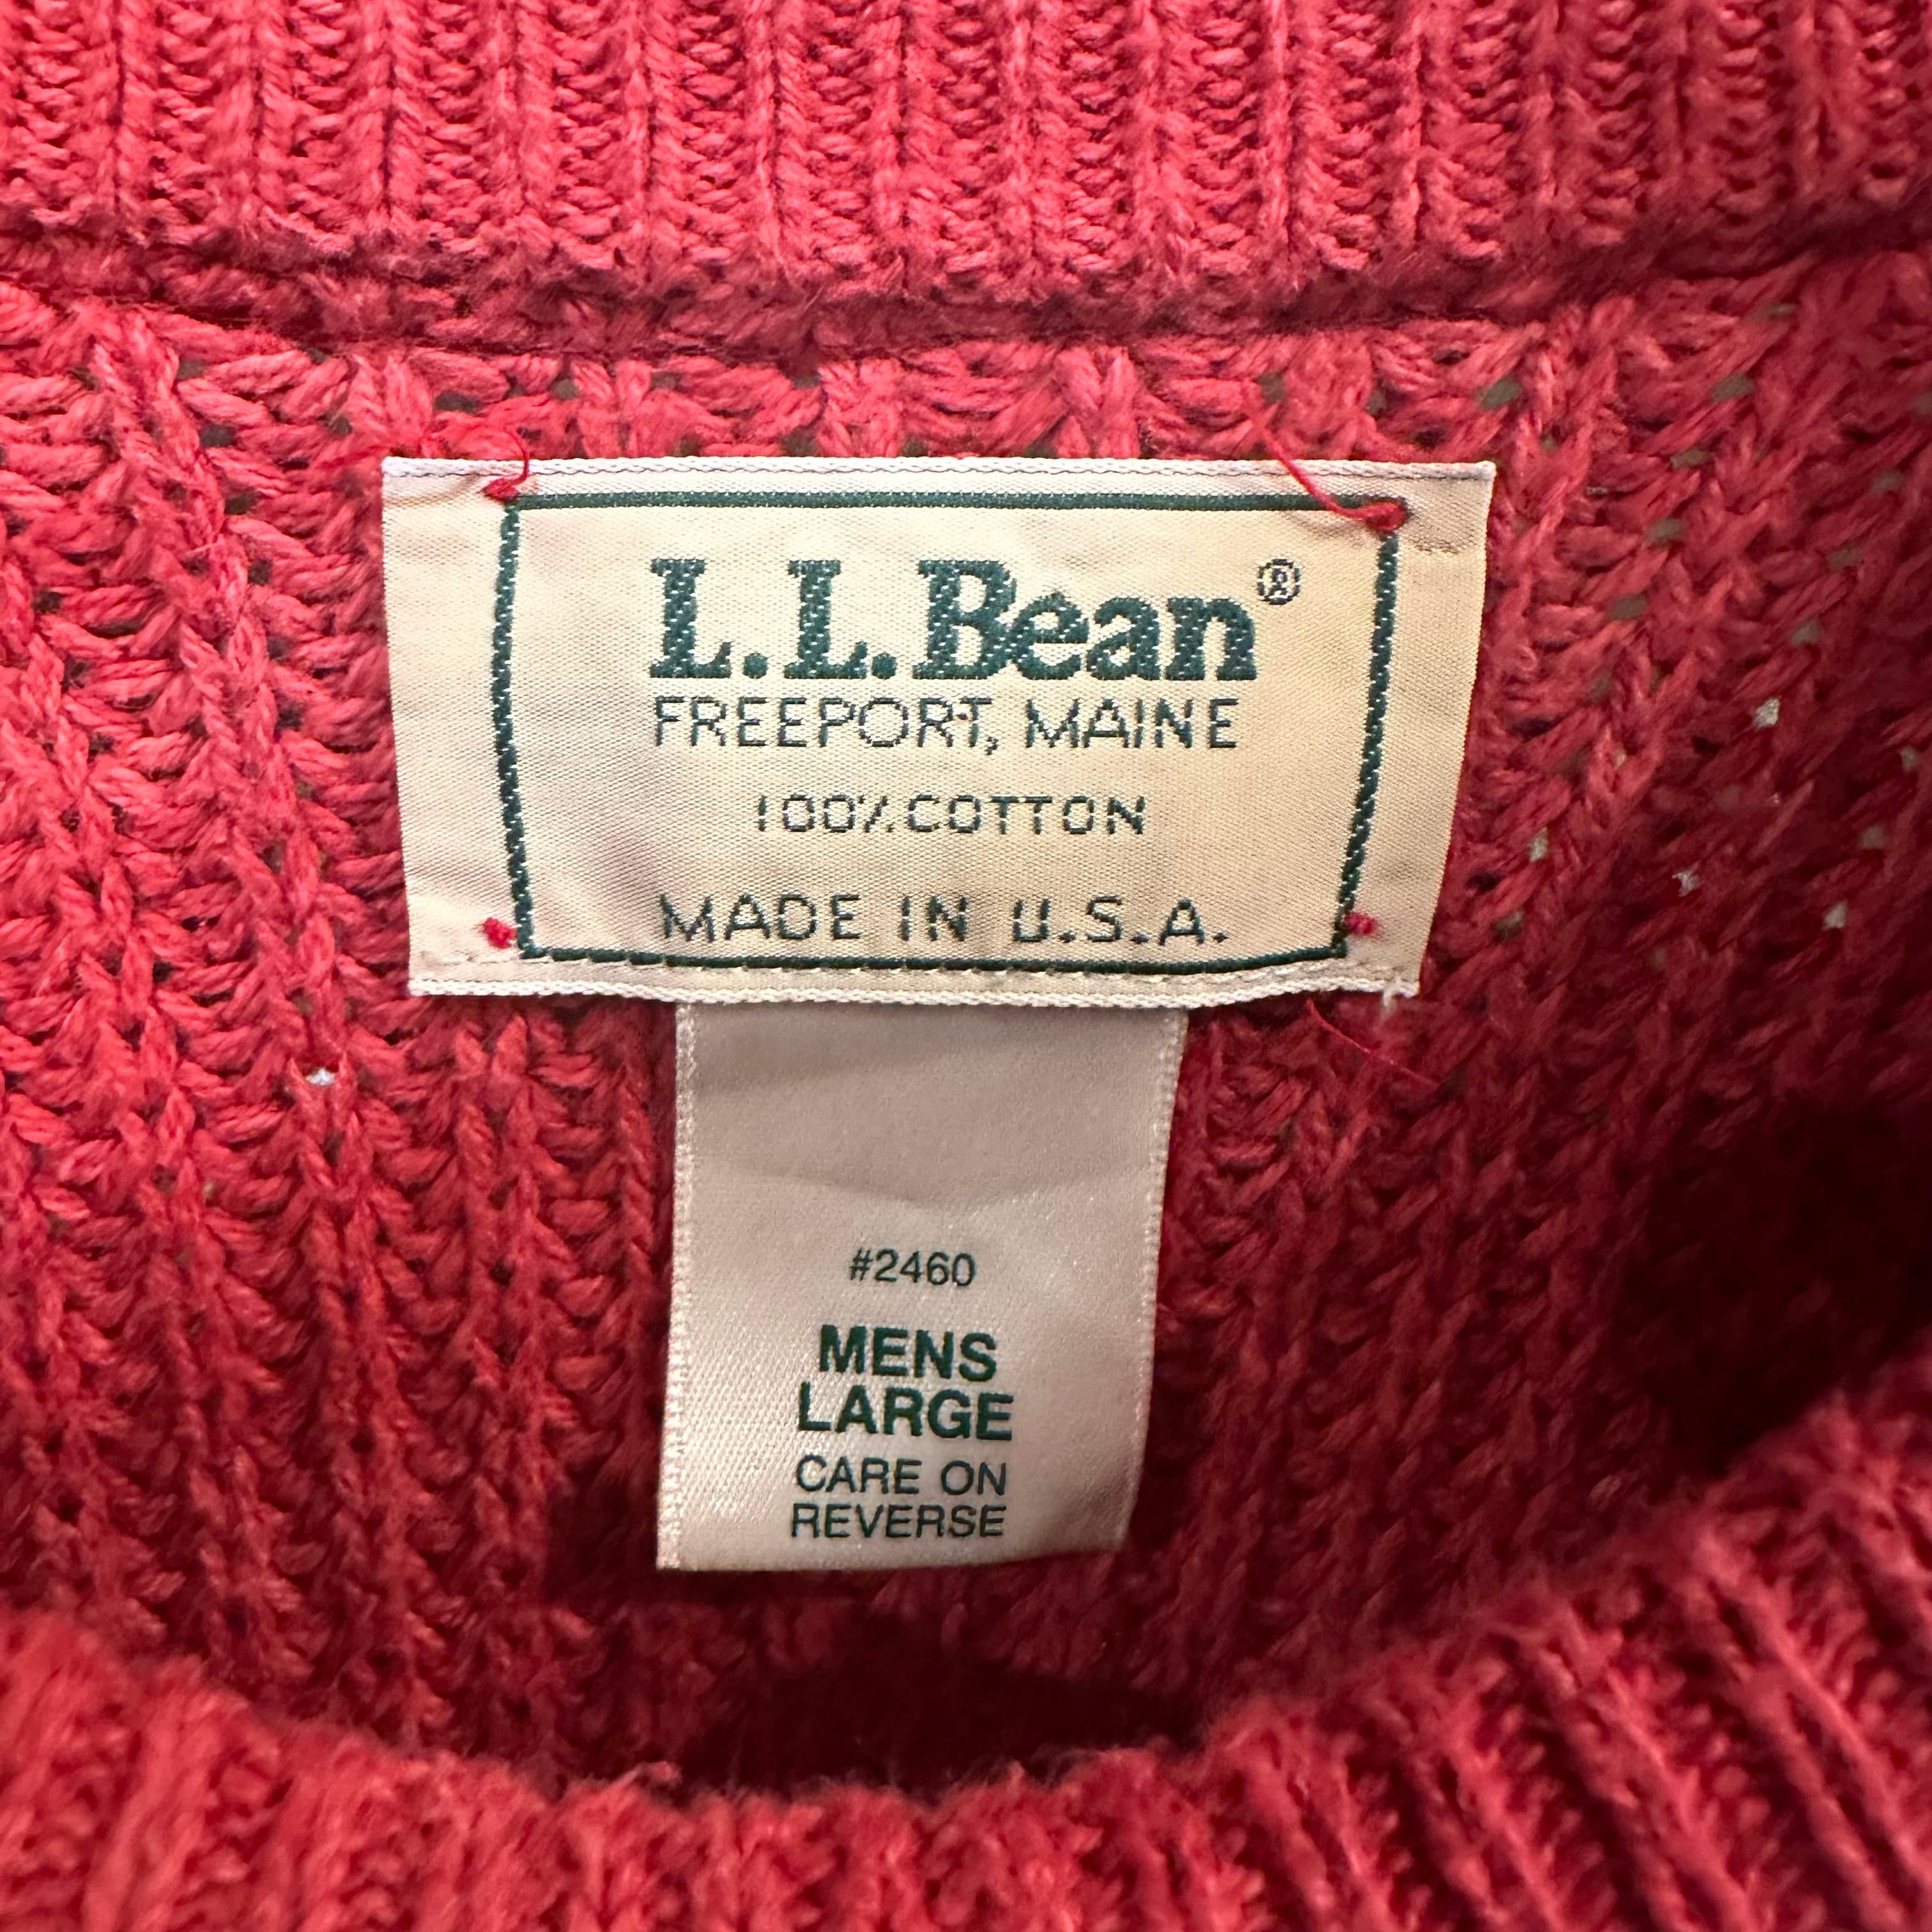 L.L.Bean®
FREEPORT, MAINE
100% COTTON
MADE IN U.S.A.
#2460
MENS
LARGE
CARE ON
REVERSE